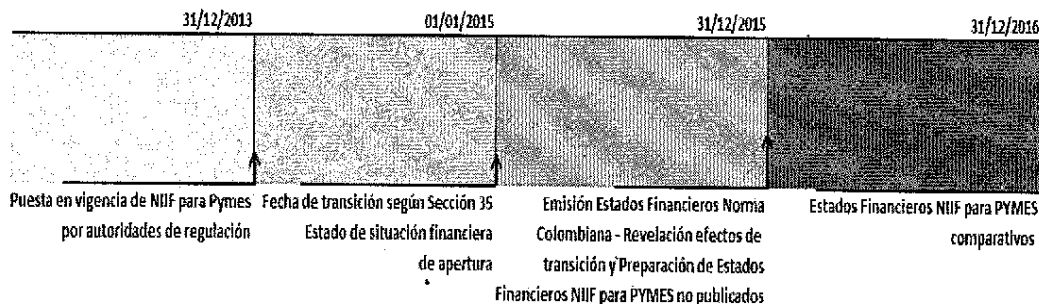 31/12/2013
01/01/2015
31/12/2015
31/12/2016
Puesta en vigencia de NIIF para Pymes
por autoridades de regulación
Fecha de transición según Sección 35
Estado de situación financiera
de apertura
Emisión Estados Financieros Norma
Colombiana - Revelación efectos de
transición y Preparación de Estados
Financieros NIIF para PYMES no publicados
Estados Financieros NIIF para PYMES
comparativos